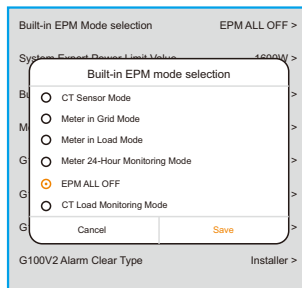 Built-in EPM Mode selection EPM ALL OFF >
System Export Power Limit Value 1600W >
Built-in EPM mode selection
CT Sensor Mode
Meter in Grid Mode
Meter in Load Mode
Meter 24-Hour Monitoring Mode
EPM ALL OFF
CT Load Monitoring Mode
Cancel Save
G100V2 Alarm Clear Type Installer >